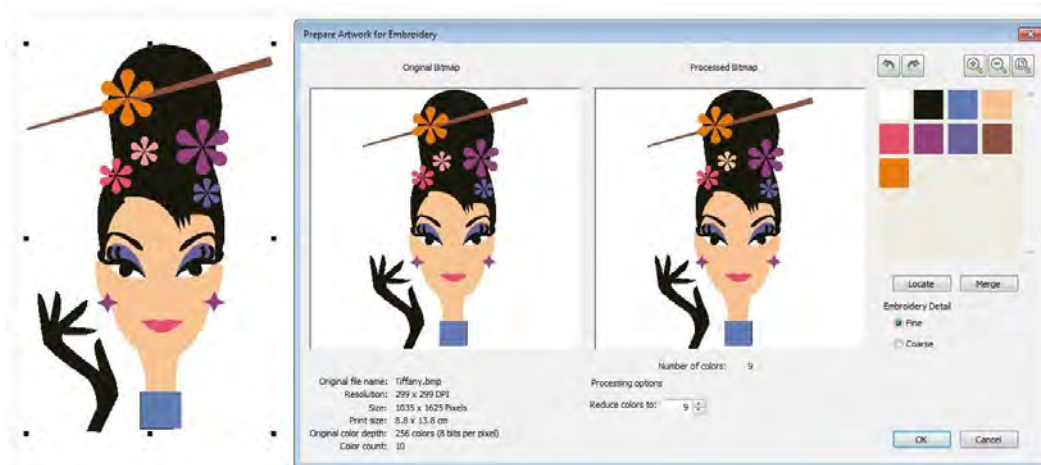 Prepare Artwork for Embroidery
Original Bitmap
Processed Bitmap
Locate
Merge
Embroidery Detail
Fine
Coarse
Original file name: Tiffany.bmp
Resolution: 299 x 299 DPI
Size: 1035 x 1625 Pixels
Print size: 8.8 x 13.8 cm
Original color depth: 256 colors (8 bits per pixel)
Color count: 10
Number of colors: 9
Processing options
Reduce colors to: 9
OK
Cancel